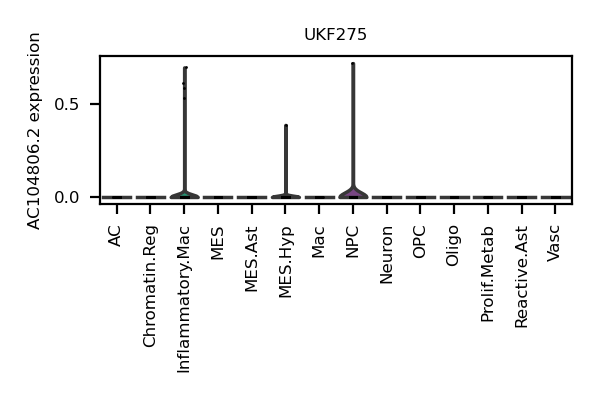 UKF275
AC104806.2 expression
0.5
0.0
AC
Chromatin.Reg
Inflammatory.Mac
MES
MES.Ast
MES.Hyp
Mac
NPC
Neuron
OPC
Oligo
Prolif.Metab
Reactive.Ast
Vasc